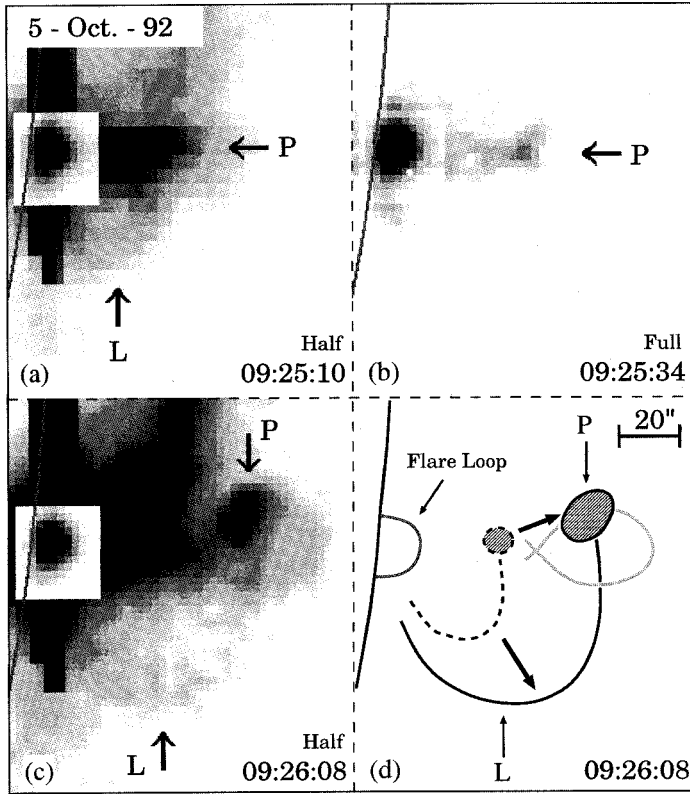 5 - Oct. - 92
← P
↑
L
(a)
Half
09:25:10
← P
(b)
Full
09:25:34
P
↓
↑
L
(c)
Half
09:26:08
P
20"
Flare Loop
L
(d)
09:26:08